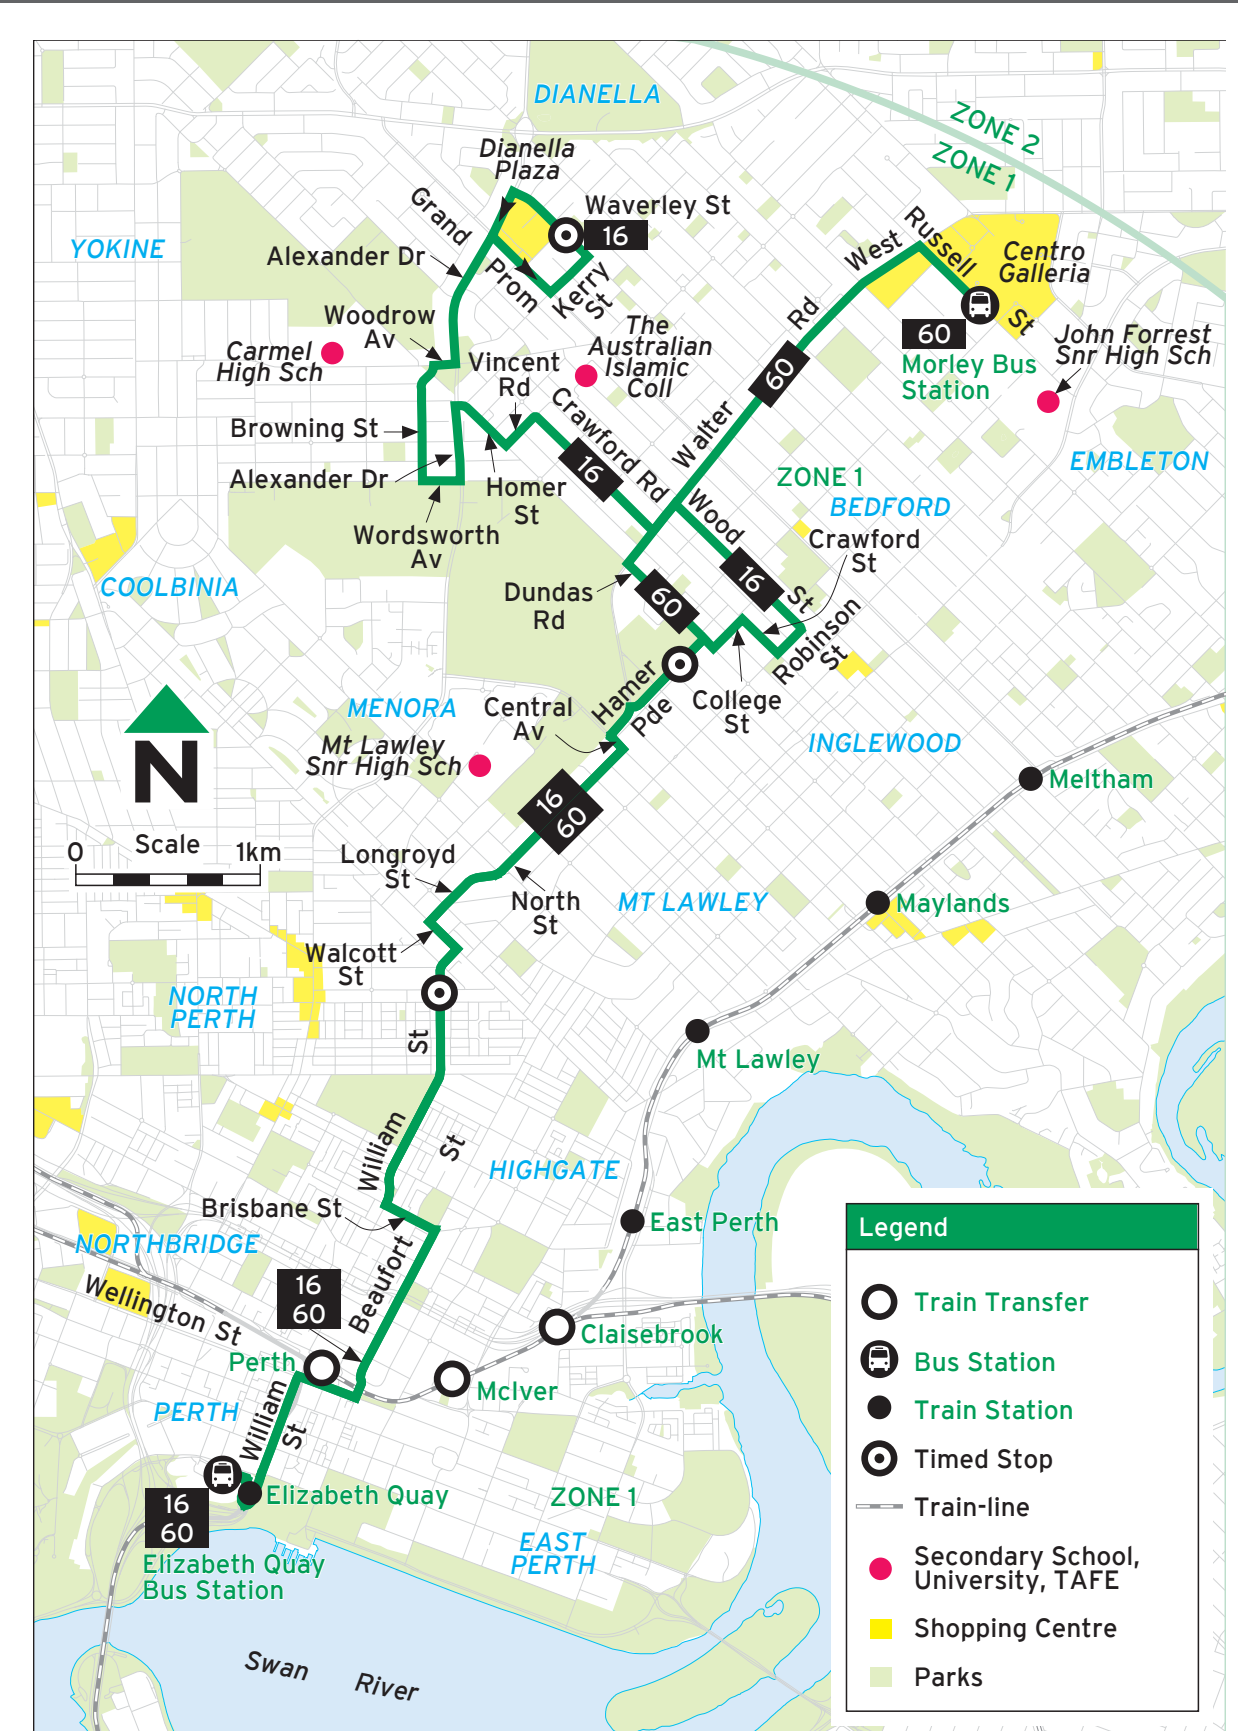 DIANELLA
ZONE 2
ZONE 1
Dianella
Plaza
Grand
Prom
Waverley St
16
Kerry
St
YOKINE
Alexander Dr
West
Russell
St
Centro
Galleria
Woodrow
Av
Carmel
High Sch
The
Australian
Islamic
Coll
Vincent
Rd
Rd
60
60
Morley Bus
Station
John Forrest
Snr High Sch
Crawford Rd
Walter
Browning St
Alexander Dr
16
Homer
St
ZONE 1
EMBLETON
BEDFORD
Wood
St
Wordsworth
Av
Crawford
St
COOLBINIA
Dundas
Rd
60
16
Robinson
St
Hamer
Pde
College
St
MENORA
Central
Av
Mt Lawley
Snr High Sch
INGLEWOOD
N
Meltham
16
60
Scale
0
1km
Longroyd
St
North
St
MT LAWLEY
Maylands
Walcott
St
NORTH
PERTH
St
Mt Lawley
William
St
HIGHGATE
Brisbane St
East Perth
NORTHBRIDGE
Beaufort
Wellington St
16
60
Claisebrook
Perth
McIver
PERTH
William
St
Elizabeth Quay
16
60
ZONE 1
Elizabeth Quay
Bus Station
EAST
PERTH
Swan River
Legend
Train Transfer
Bus Station
Train Station
Timed Stop
Train-line
Secondary School,
University, TAFE
Shopping Centre
Parks